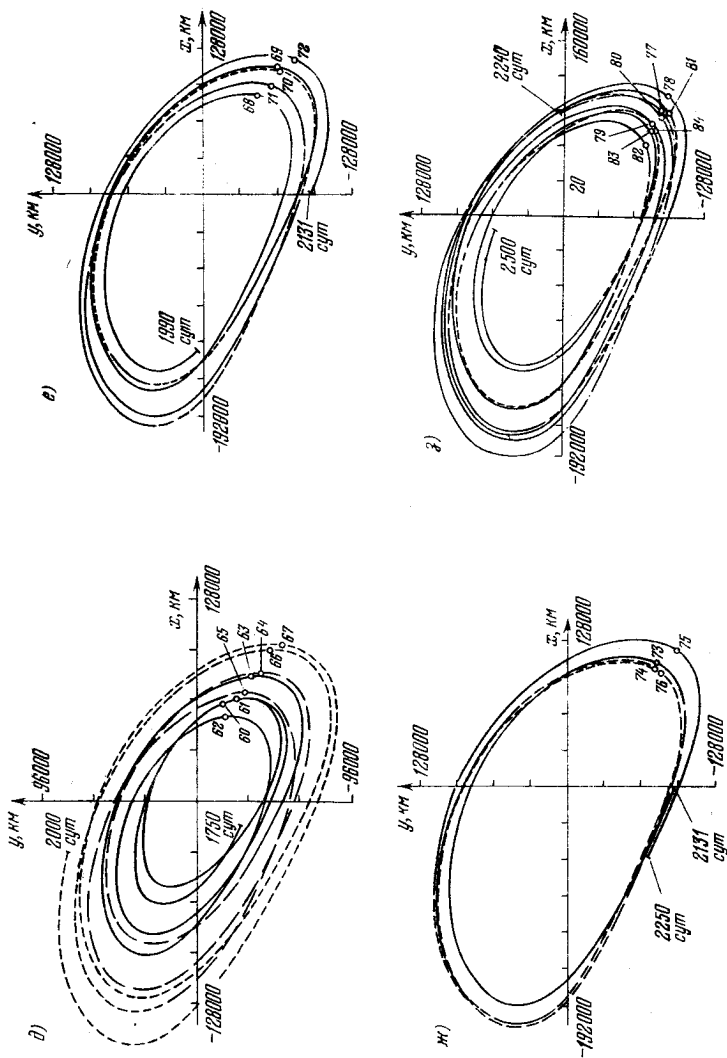 д)
y, км
96000
x, км
128000
-96000
-128000
2000
сут
1750
сут
60
61
62
63
64
65
66
67
е)
y, км
128000
x, км
128000
-128000
-192800
1990
сут
2131
сут
68
69
70
71
72
ж)
y, км
128000
x, км
128000
-128000
-192000
2250
сут
2131
сут
73
74
75
76
з)
y, км
128000
x, км
160000
-128000
-192000
2240
сут
2500
сут
20
77
78
79
80
81
82
83
84